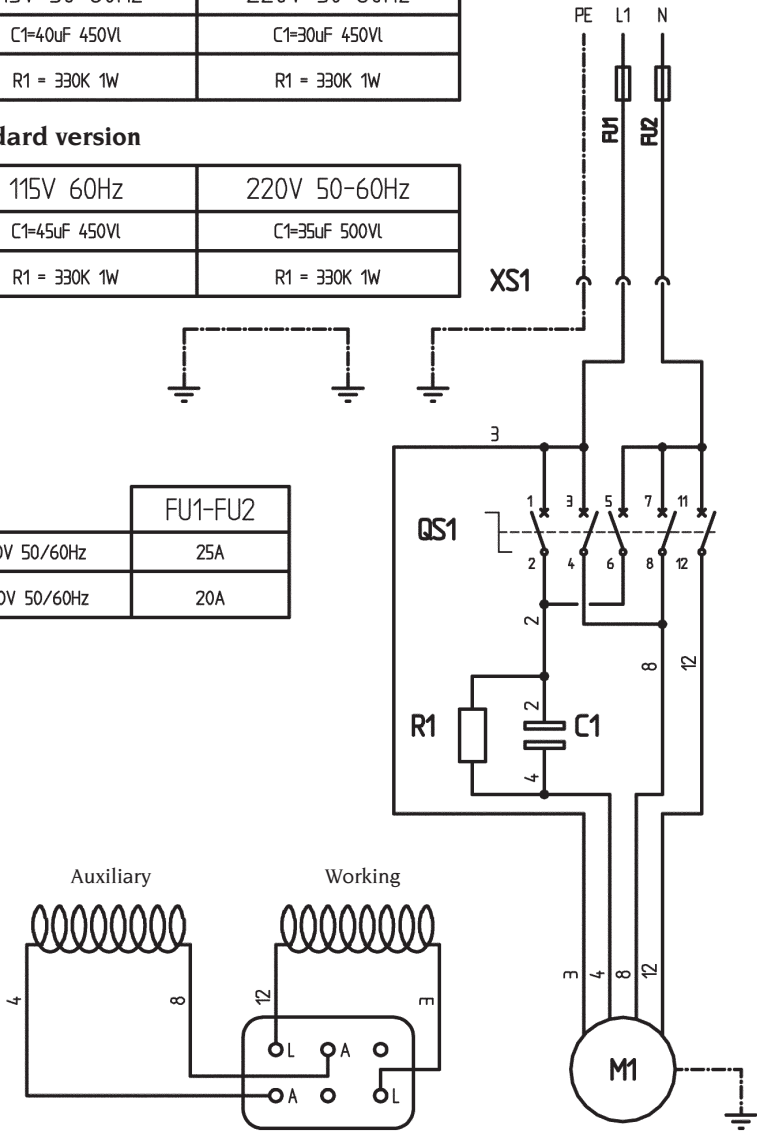 C1=40uF 450Vl C1=30uF 450Vl
R1 = 330K 1W R1 = 330K 1W
version
115V 60Hz 220V 50-60Hz
C1=45uF 450Vl C1=35uF 500Vl
R1 = 330K 1W R1 = 330K 1W
PE L1 N
FU1 FU2
XS1
3
FU1-FU2
50/60Hz 25A
50/60Hz 20A
1 3 5 7 11
QS1
2 4 6 8 12
2 8 12
2
R1 C1
4
Auxiliary Working
4 8 12 3
3 4 8 12
L A
A L
M1